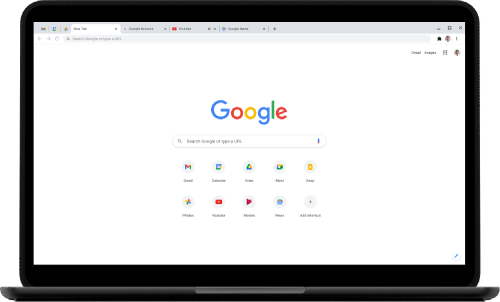 New Tab Google Account Youtube Google News
Search Google or type a URL
Gmail Images
Google
Search Google or type a URL
Gmail Calendar Drive Meet Keep
Photos Youtube Movies News Add shortcut